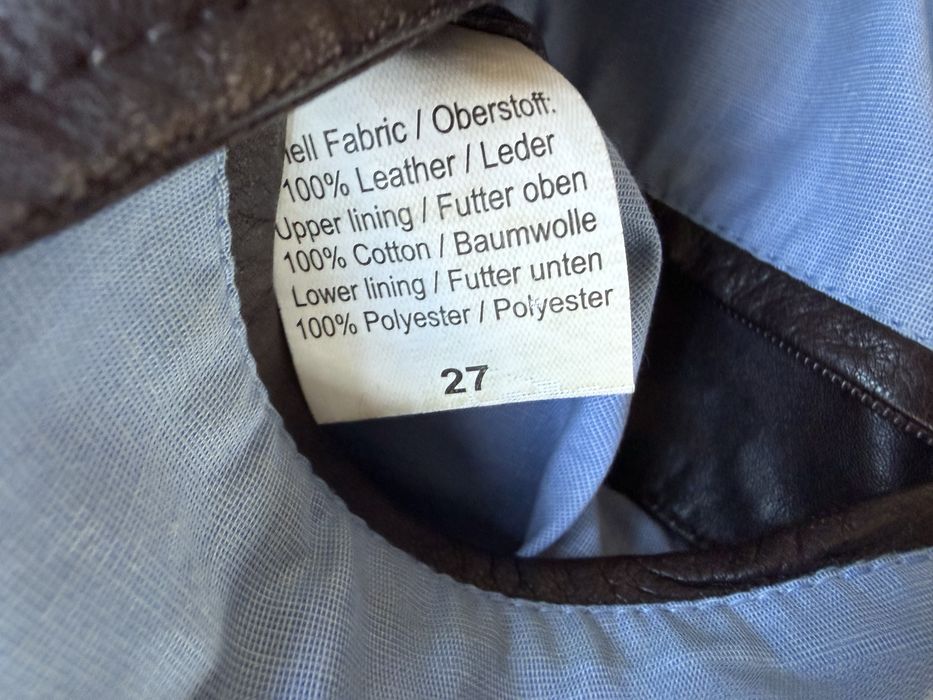 ell Fabric / Oberstoff:
100% Leather / Leder
Upper lining / Futter oben
100% Cotton / Baumwolle
Lower lining / Futter unten
100% Polyester / Polyester
27